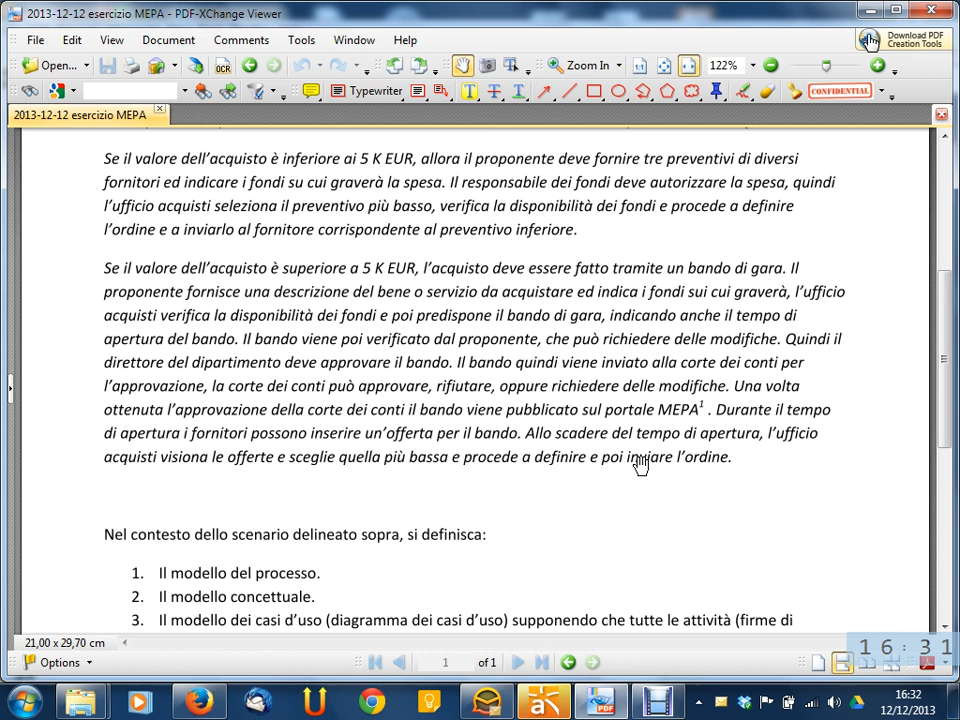 2013-12-12 esercizio MEPA - PDF-XChange Viewer
File Edit View Document Comments Tools Window Help
Download PDF
Creation Tools
Open... OCR Zoom In 122%
Typewriter CONFIDENTIAL
2013-12-12 esercizio MEPA
Se il valore dell'acquisto è inferiore ai 5 K EUR, allora il proponente deve fornire tre preventivi di diversi
fornitori ed indicare i fondi su cui graverà la spesa. Il responsabile dei fondi deve autorizzare la spesa, quindi
l'ufficio acquisti seleziona il preventivo più basso, verifica la disponibilità dei fondi e procede a definire
l'ordine e a inviarlo al fornitore corrispondente al preventivo inferiore.
Se il valore dell'acquisto è superiore a 5 K EUR, l'acquisto deve essere fatto tramite un bando di gara. Il
proponente fornisce una descrizione del bene o servizio da acquistare ed indica i fondi sui cui graverà, l'ufficio
acquisti verifica la disponibilità dei fondi e poi predispone il bando di gara, indicando anche il tempo di
apertura del bando. Il bando viene poi verificato dal proponente, che può richiedere delle modifiche. Quindi il
direttore del dipartimento deve approvare il bando. Il bando quindi viene inviato alla corte dei conti per
l'approvazione, la corte dei conti può approvare, rifiutare, oppure richiedere delle modifiche. Una volta
ottenuta l'approvazione della corte dei conti il bando viene pubblicato sul portale MEPA¹ . Durante il tempo
di apertura i fornitori possono inserire un'offerta per il bando. Allo scadere del tempo di apertura, l'ufficio
acquisti visiona le offerte e sceglie quella più bassa e procede a definire e poi inviare l'ordine.
Nel contesto dello scenario delineato sopra, si definisca:
1. Il modello del processo.
2. Il modello concettuale.
3. Il modello dei casi d'uso (diagramma dei casi d'uso) supponendo che tutte le attività (firme di
21,00 x 29,70 cm
16:31
Options 1 of 1
PDF
16:32
12/12/2013